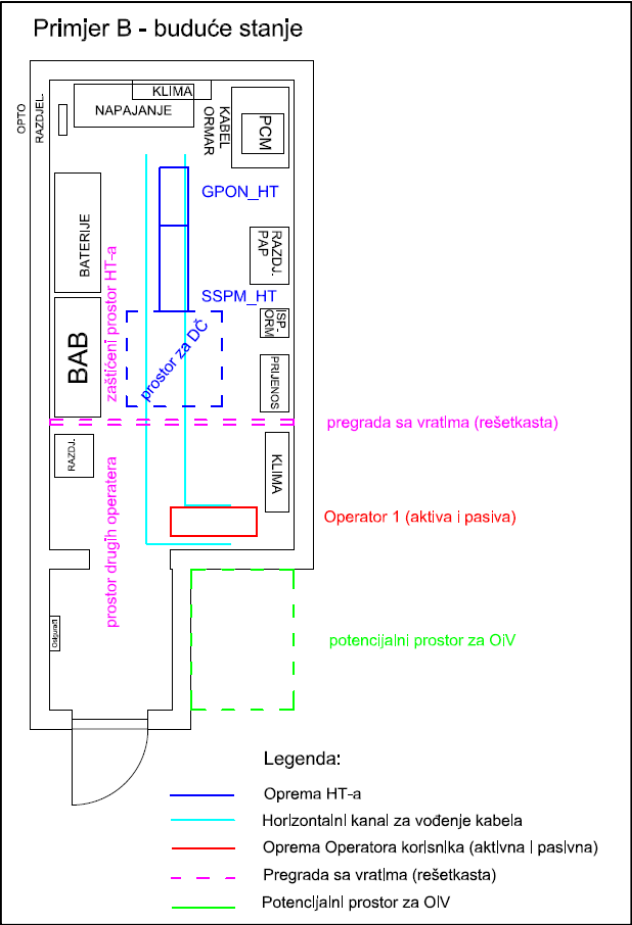 Primjer B - buduće stanje
KLIMA
NAPAJANJE
OPTO
RAZDJEL.
KABEL
ORMAR
PCM
GPON_HT
BATERIJE
RAZDJ.
PAP
zaštićeni prostor HT-a
SSPM_HT
ISP.
ORM
prostor za DČ
BAB
PRIJENOS
pregrada sa vratima (rešetkasta)
RAZDJ.
KLIMA
prostor drugih operatera
Operator 1 (aktiva i pasiva)
Osigurači
potencijalni prostor za OiV
Legenda:
Oprema HT-a
Horizontalni kanal za vođenje kabela
Oprema Operatora korisnika (aktivna i pasivna)
Pregrada sa vratima (rešetkasta)
Potencijalni prostor za OIV